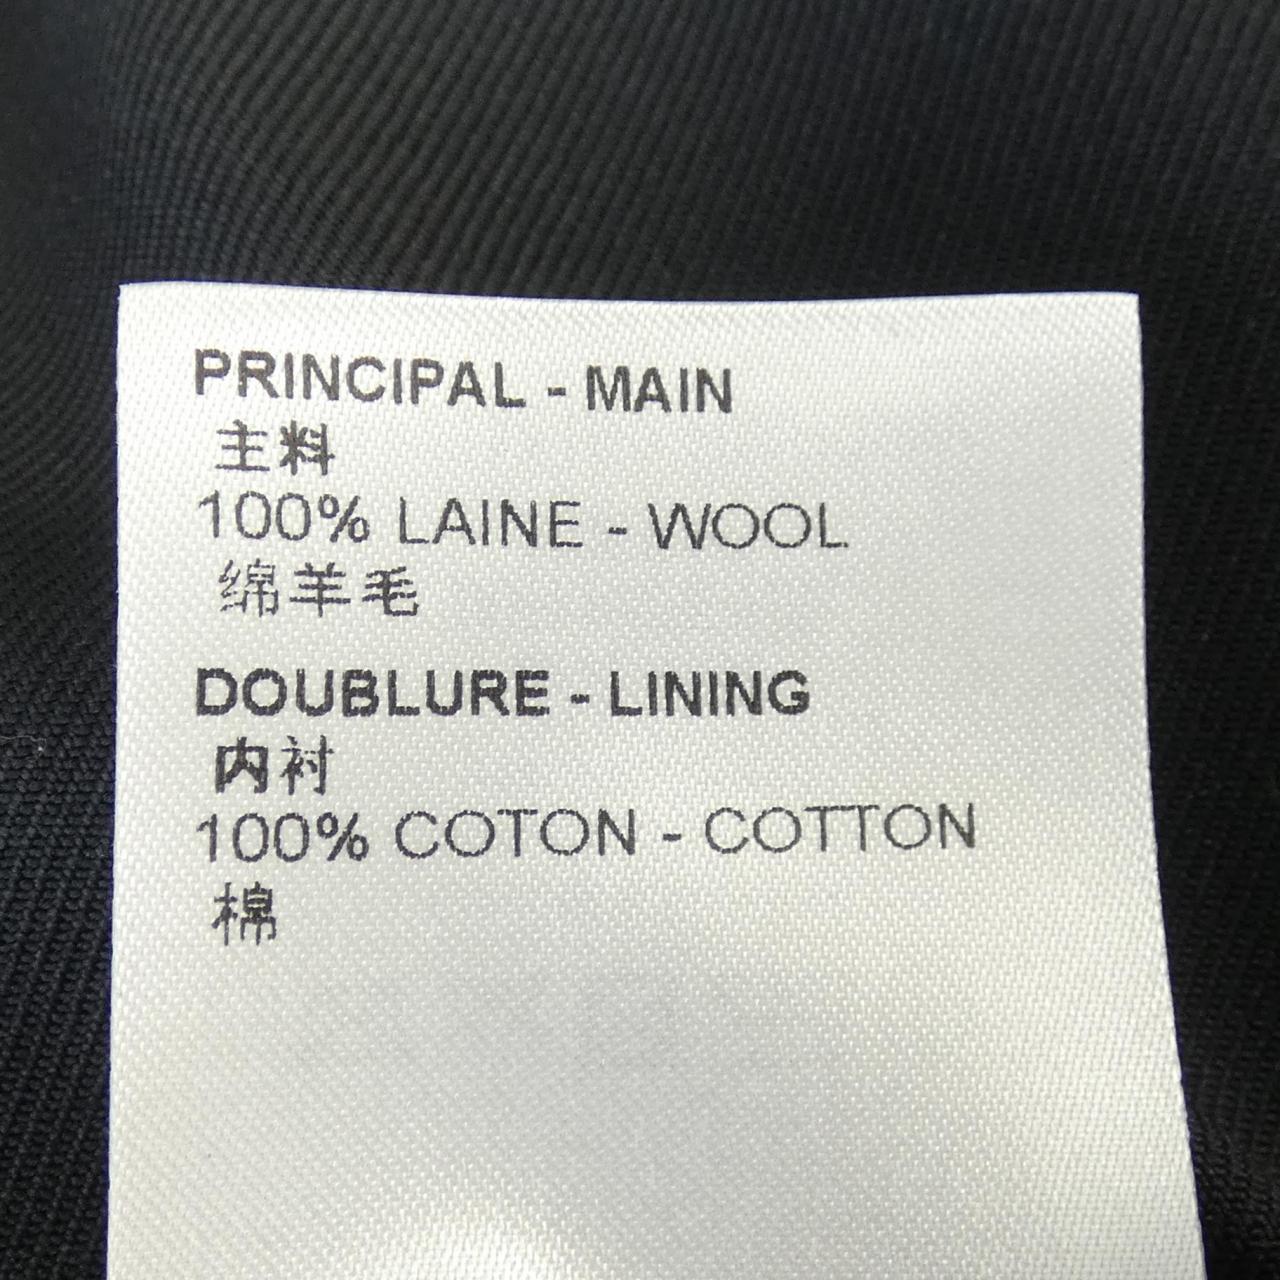 PRINCIPAL - MAIN
主料
100% LAINE - WOOL
绵羊毛
DOUBLURE - LINING
内衬
100% COTON - COTTON
棉